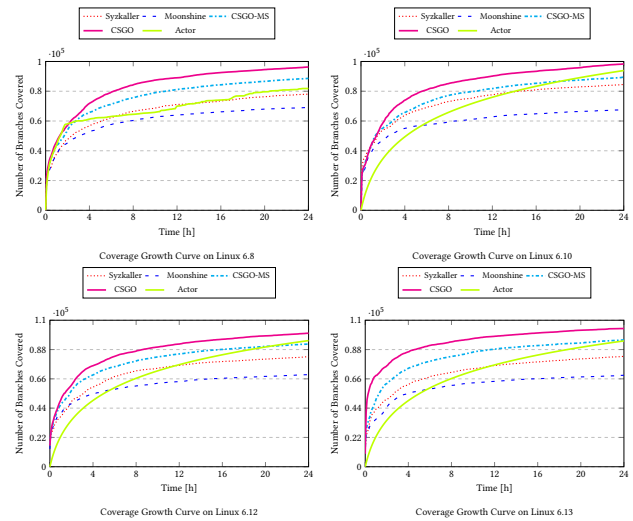 Syzkaller Moonshine CSGO-MS
CSGO Actor
·10^5
1
0.8
0.6
0.4
0.2
0
Number of Branches Covered
0 4 8 12 16 20 24
Time [h]
Coverage Growth Curve on Linux 6.8
Syzkaller Moonshine CSGO-MS
CSGO Actor
·10^5
1
0.8
0.6
0.4
0.2
0
Number of Branches Covered
0 4 8 12 16 20 24
Time [h]
Coverage Growth Curve on Linux 6.10
Syzkaller Moonshine CSGO-MS
CSGO Actor
·10^5
1.1
0.88
0.66
0.44
0.22
0
Number of Branches Covered
0 4 8 12 16 20 24
Time [h]
Coverage Growth Curve on Linux 6.12
Syzkaller Moonshine CSGO-MS
CSGO Actor
·10^5
1.1
0.88
0.66
0.44
0.22
0
Number of Branches Covered
0 4 8 12 16 20 24
Time [h]
Coverage Growth Curve on Linux 6.13